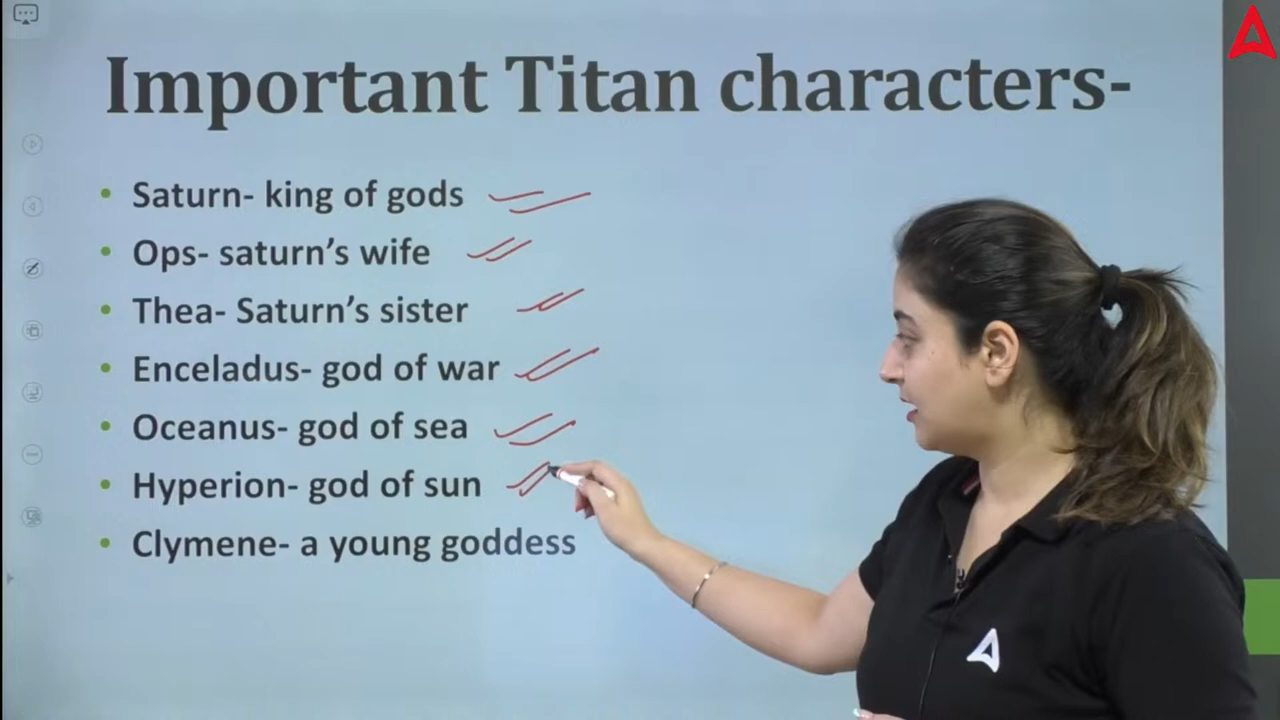 Important Titan characters-
• Saturn- king of gods
• Ops- saturn's wife
• Thea- Saturn's sister
• Enceladus- god of war
• Oceanus- god of sea
• Hyperion- god of sun
• Clymene- a young goddess